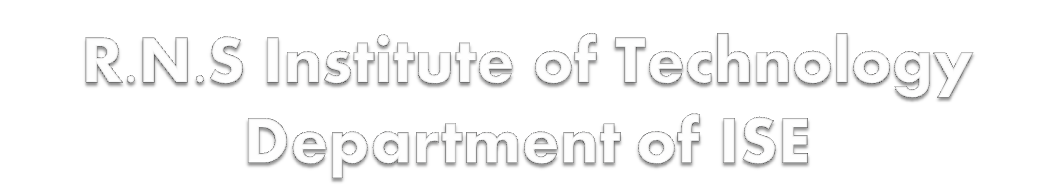 R.N.S Institute of Technology
Department of ISE